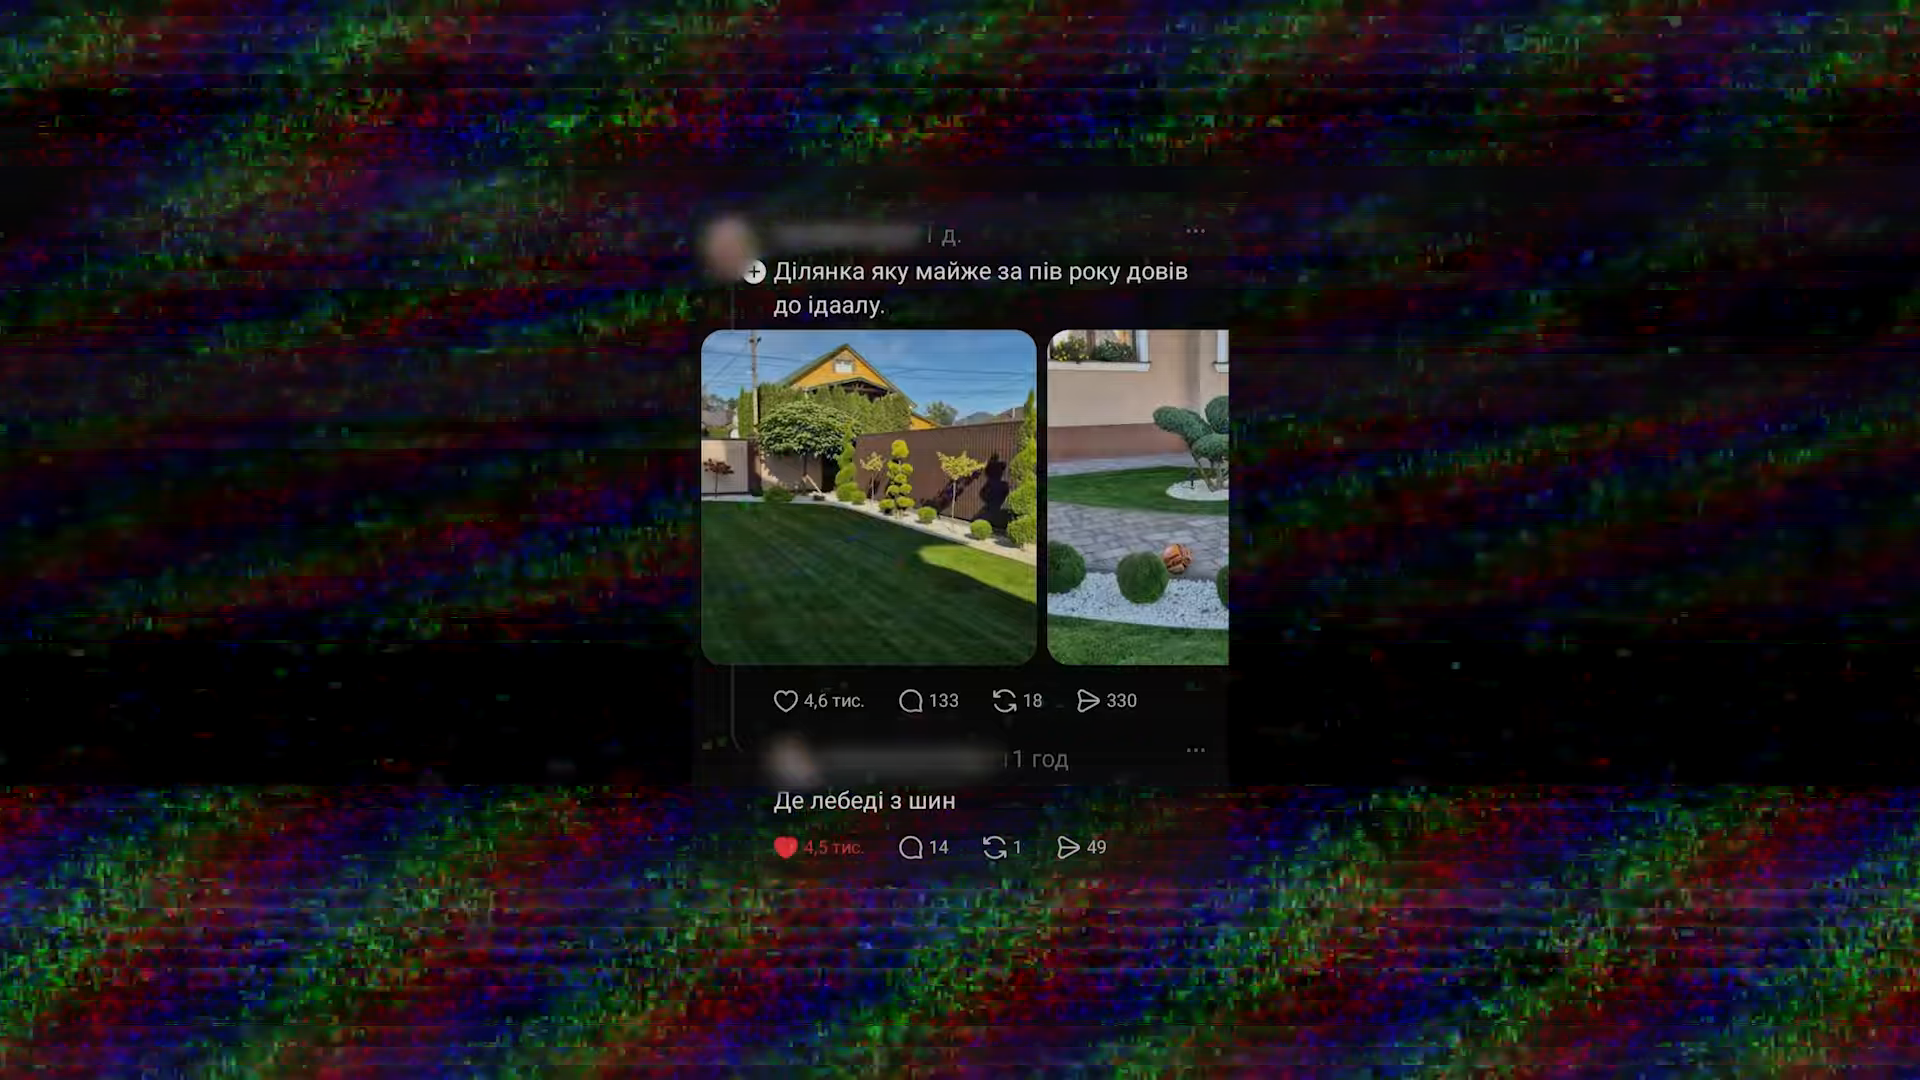 1 д.
Ділянка яку майже за пів року довів
до ідаалу.
4,6 тис. 133 18 330
11 год
Де лебеді з шин
4,5 тис. 14 1 49